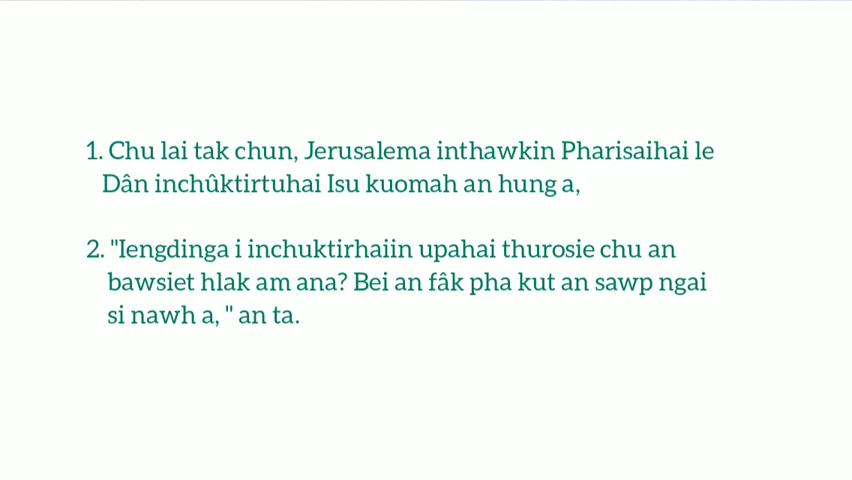 1. Chu lai tak chun, Jerusalema inthawkin Pharisaihai le
Dân inchûktirtuhai Isu kuomah an hung a,
2. "Iengdinga i inchuktirhaiin upahai thurosie chu an
bawsiet hlak am ana? Bei an fâk pha kut an sawp ngai
si nawh a, " an ta.